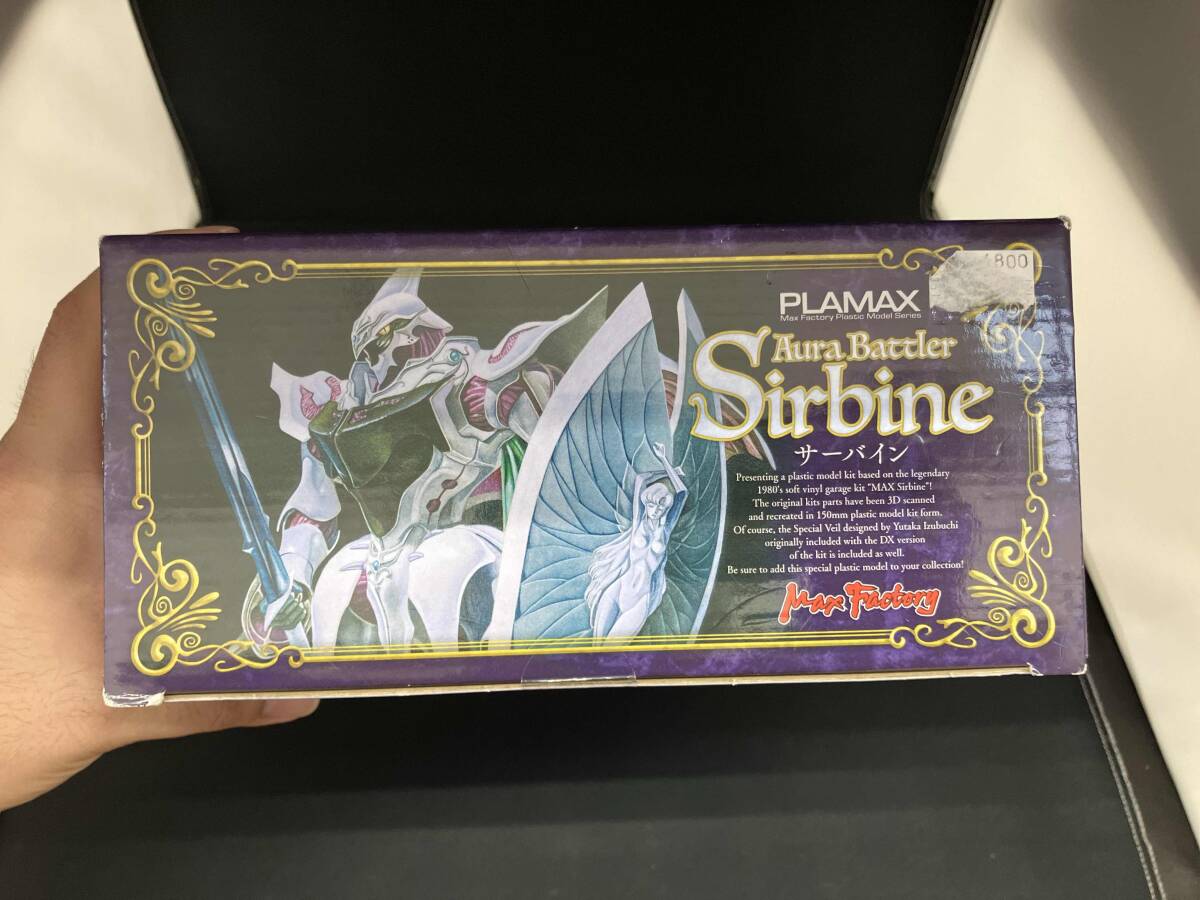 800
PLAMAX
Max Factory Plastic Model Series
Aura Battler
Sirbine
サーバイン
Presenting a plastic model kit based on the legendary
1980's soft vinyl garage kit "MAX Sirbine"!
The original kits parts have been 3D scanned
and recreated in 150mm plastic model kit form.
Of course, the Special Veil designed by Yutaka Izubuchi
originally included with the DX version
of the kit is included as well.
Be sure to add this special plastic model to your collection!
Max Factory